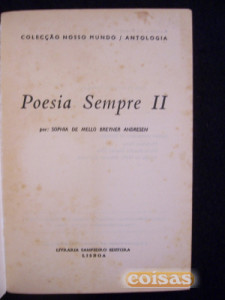 COLECÇÃO NOSSO MUNDO / ANTOLOGIA
Poesia Sempre II
por: SOPHIA DE MELLO BREYNER ANDRESEN
LIVRARIA SAMPEDRO EDITORA
LISBOA
coisas